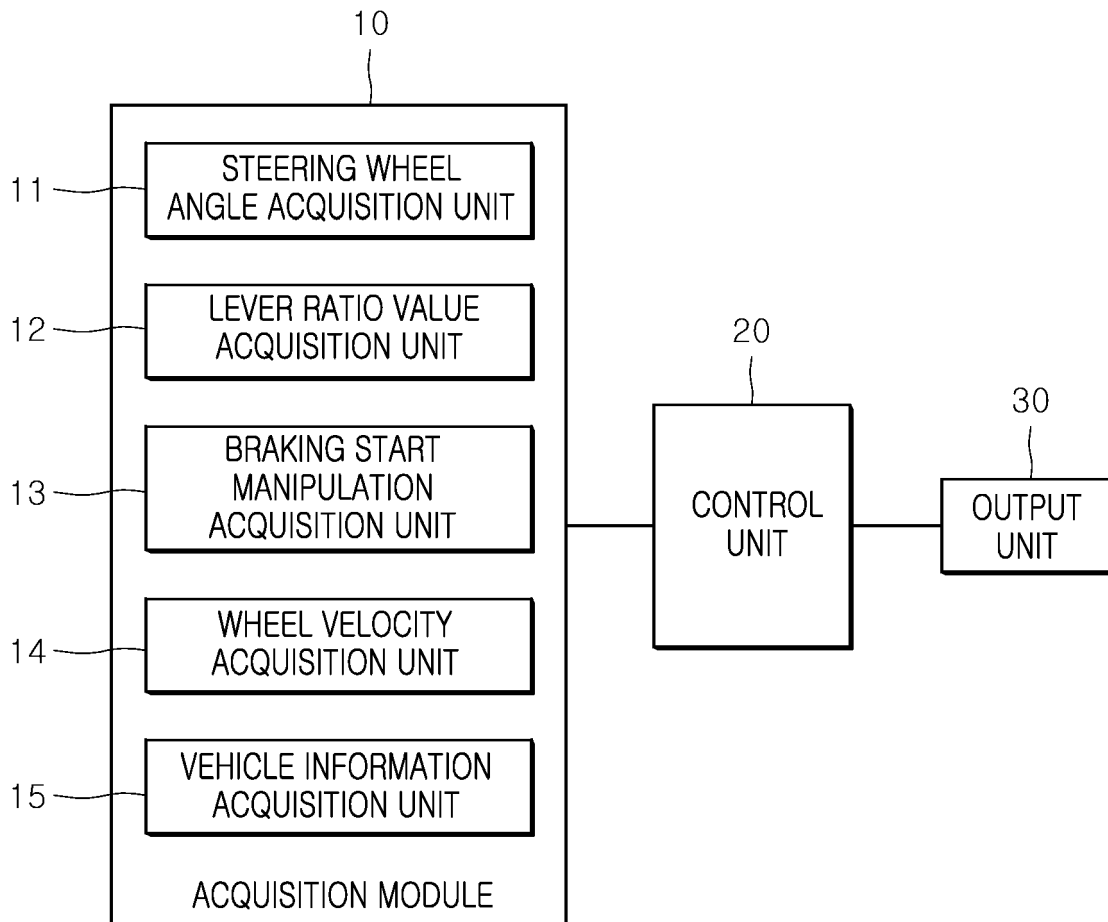 10
11
STEERING WHEEL
ANGLE ACQUISITION UNIT
12
LEVER RATIO VALUE
ACQUISITION UNIT
13
BRAKING START
MANIPULATION
ACQUISITION UNIT
14
WHEEL VELOCITY
ACQUISITION UNIT
15
VEHICLE INFORMATION
ACQUISITION UNIT
ACQUISITION MODULE
20
CONTROL
UNIT
30
OUTPUT
UNIT